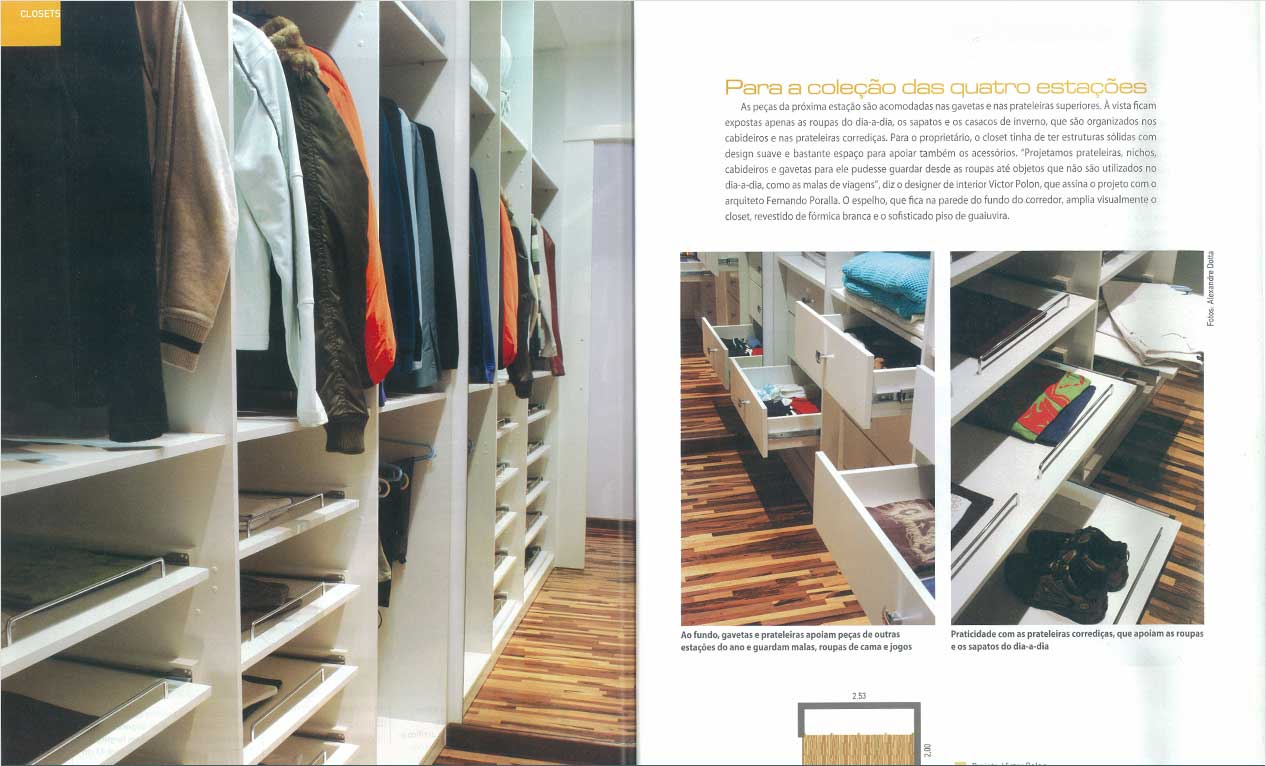 CLOSETS
Para a coleção das quatro estações
As peças da próxima estação são acomodadas nas gavetas e nas prateleiras superiores. À vista ficam
expostas apenas as roupas do dia-a-dia, os sapatos e os casacos de inverno, que são organizados nos
cabideiros e nas prateleiras corrediças. Para o proprietário, o closet tinha de ter estruturas sólidas com
design suave e bastante espaço para apoiar também os acessórios. "Projetamos prateleiras, nichos,
cabideiros e gavetas para ele pudesse guardar desde as roupas até objetos que não são utilizados no
dia-a-dia, como as malas de viagens", diz o designer de interior Victor Polon, que assina o projeto com o
arquiteto Fernando Poralla. O espelho, que fica na parede do fundo do corredor, amplia visualmente o
closet, revestido de fórmica branca e o sofisticado piso de guaiuvira.
Fotos: Alexandre Dotta
Ao fundo, gavetas e prateleiras apoiam peças de outras
estações do ano e guardam malas, roupas de cama e jogos
Praticidade com as prateleiras corrediças, que apoiam as roupas
e os sapatos do dia-a-dia
2.53
2.00